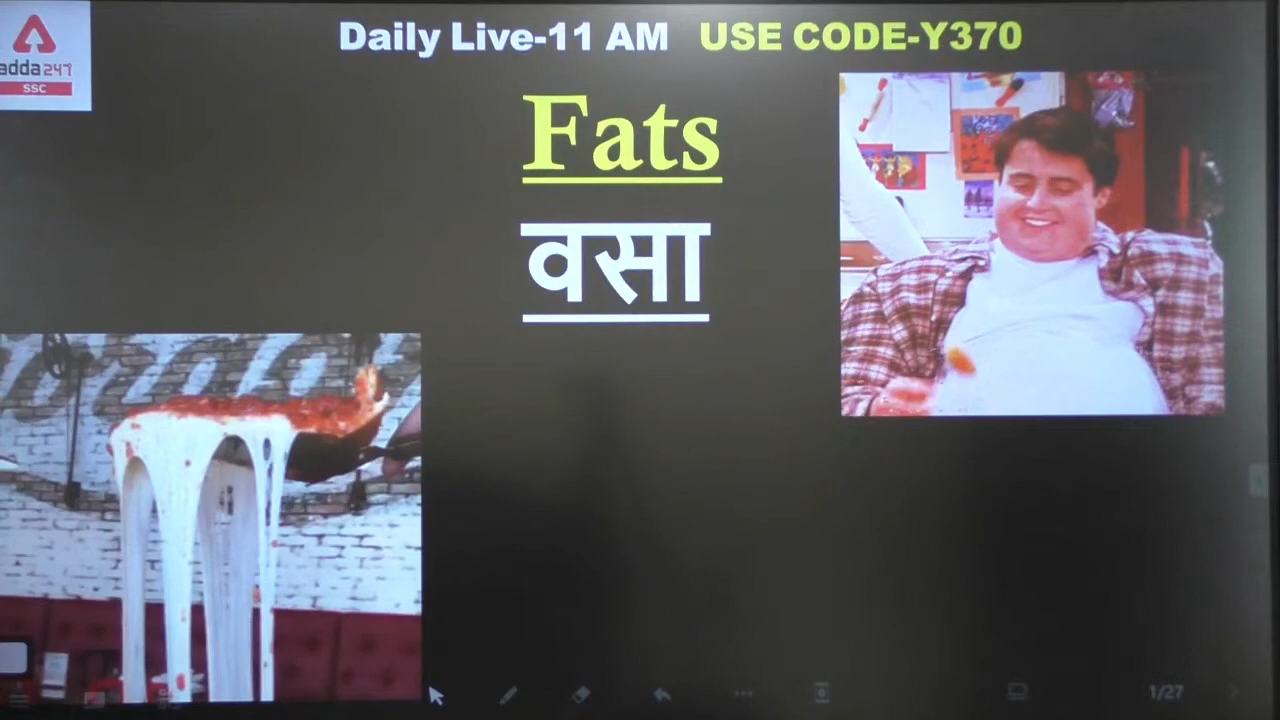 adda247
SSC
Daily Live-11 AM USE CODE-Y370
Fats
वसा
1/27